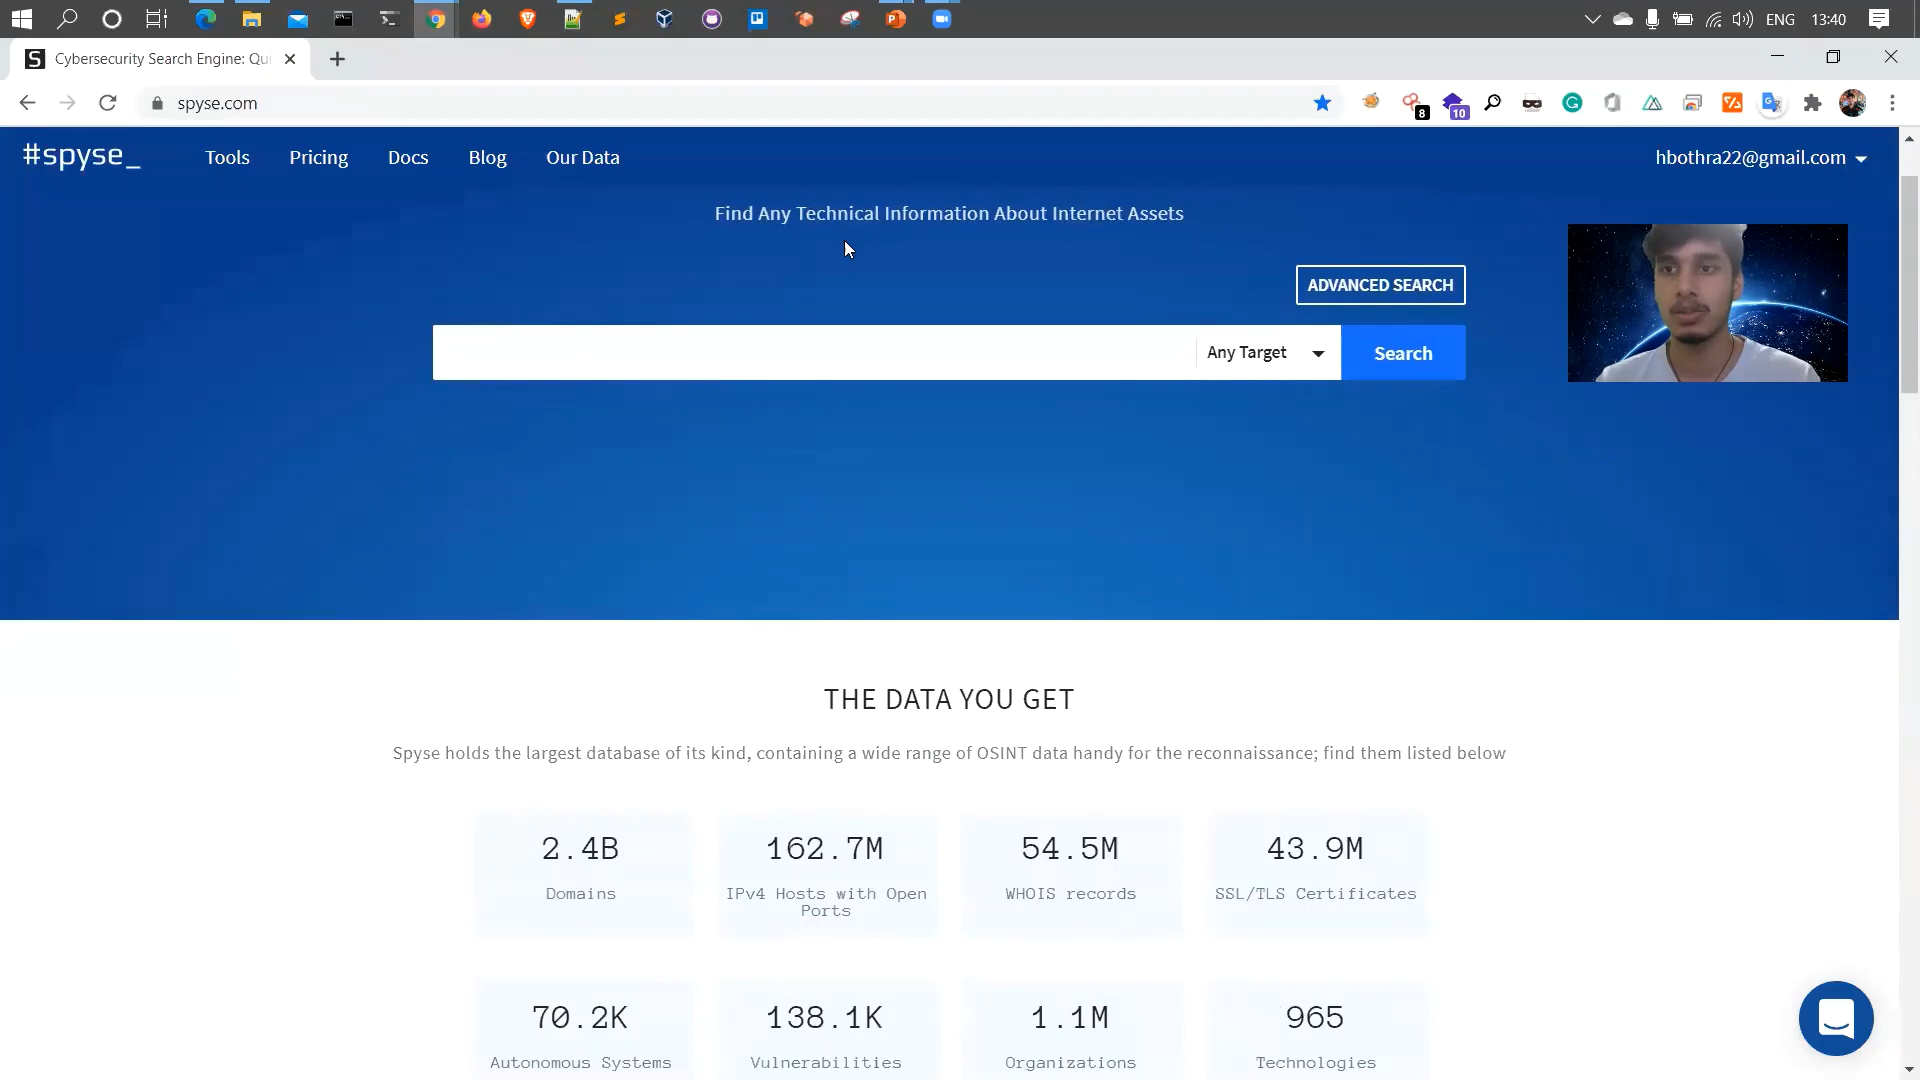 ENG
13:40
Cybersecurity Search Engine: Qui
spyse.com
8
10
#spyse_
Tools
Pricing
Docs
Blog
Our Data
hbothra22@gmail.com
Find Any Technical Information About Internet Assets
ADVANCED SEARCH
Any Target
Search
THE DATA YOU GET
Spyse holds the largest database of its kind, containing a wide range of OSINT data handy for the reconnaissance; find them listed below
2.4B
Domains
162.7M
IPv4 Hosts with Open
Ports
54.5M
WHOIS records
43.9M
SSL/TLS Certificates
70.2K
Autonomous Systems
138.1K
Vulnerabilities
1.1M
Organizations
965
Technologies